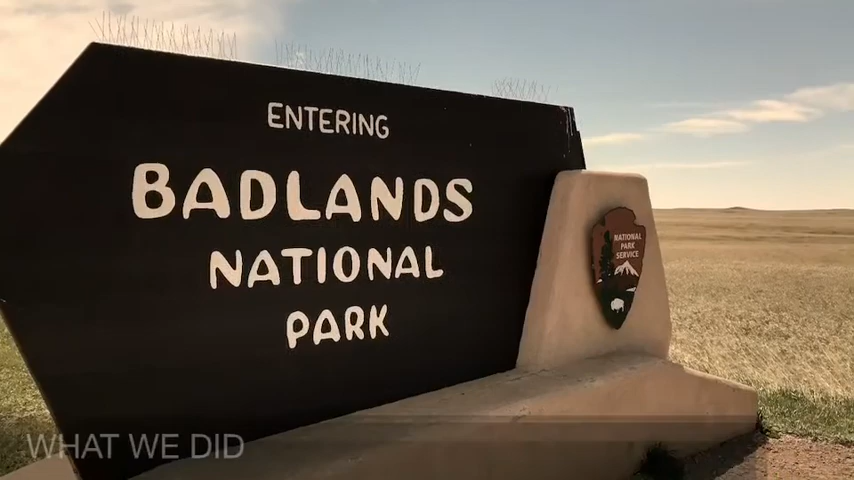 ENTERING
BADLANDS
NATIONAL
PARK
NATIONAL
PARK
SERVICE
WHAT WE DID